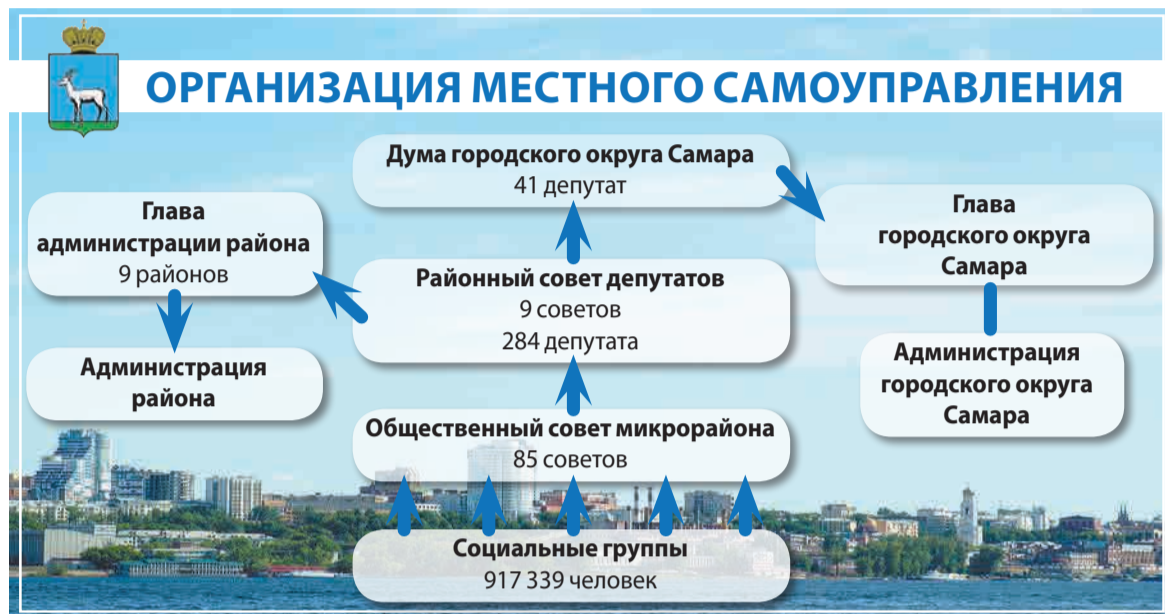 ОРГАНИЗАЦИЯ МЕСТНОГО САМОУПРАВЛЕНИЯ
Дума городского округа Самара
41 депутат
Глава
администрации района
9 районов
Глава
городского округа
Самара
Районный совет депутатов
9 советов
284 депутата
Администрация
района
Администрация
городского округа
Самара
Общественный совет микрорайона
85 советов
Социальные группы
917 339 человек